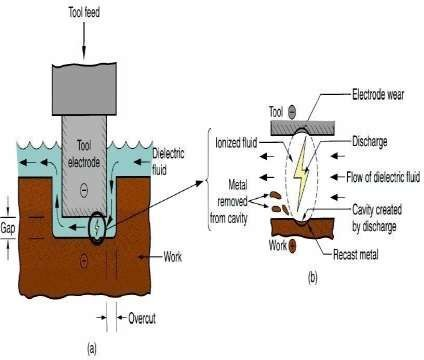 Tool feed
(a)
Tool
electrode
⊖
Dielectric
fluid
Gap
⊕
Work
Overcut
(a)
(b)
Tool ⊖
Electrode wear
Ionized fluid
Discharge
Flow of dielectric fluid
Metal
removed
from cavity
Cavity created
by discharge
Work ⊕
Recast metal
(b)